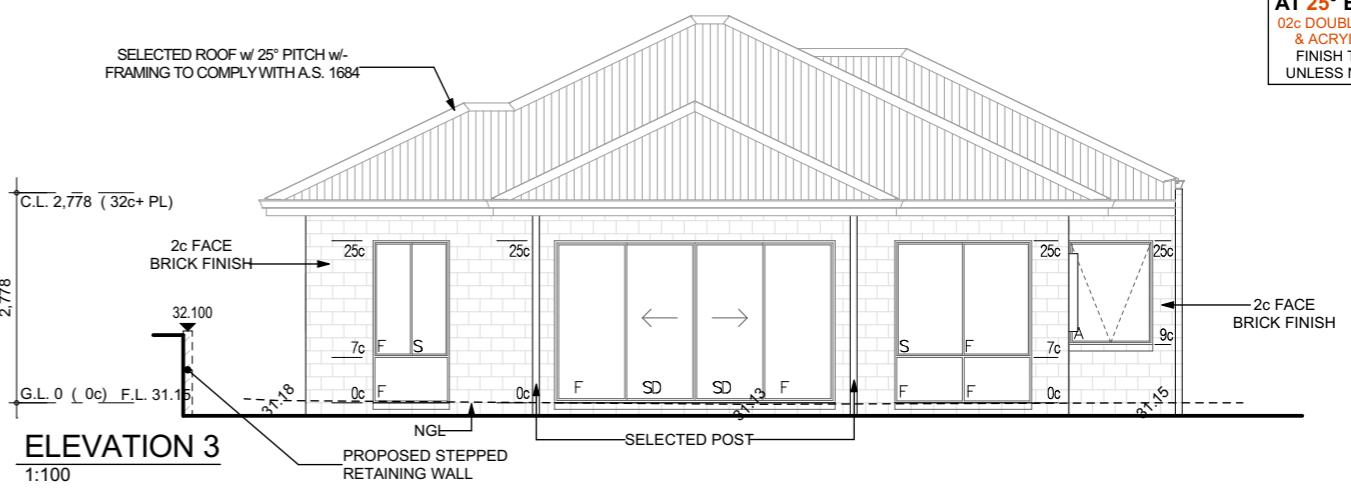 AT 25°
02c DOUBL
& ACRYL
FINISH T
UNLESS N
SELECTED ROOF w/ 25° PITCH w/-
FRAMING TO COMPLY WITH A.S. 1684
C.L. 2,778 ( 32c+ PL)
2,778
2c FACE
BRICK FINISH
25c
25c
25c
25c
2c FACE
BRICK FINISH
32.100
7c
F S
S F
7c
A
9c
G.L. 0 ( 0c) F.L. 31.15
31.18
0c
F
0c
F SD SD F
31.13
F F
0c
31.15
NGL
SELECTED POST
ELEVATION 3
1:100
PROPOSED STEPPED
RETAINING WALL